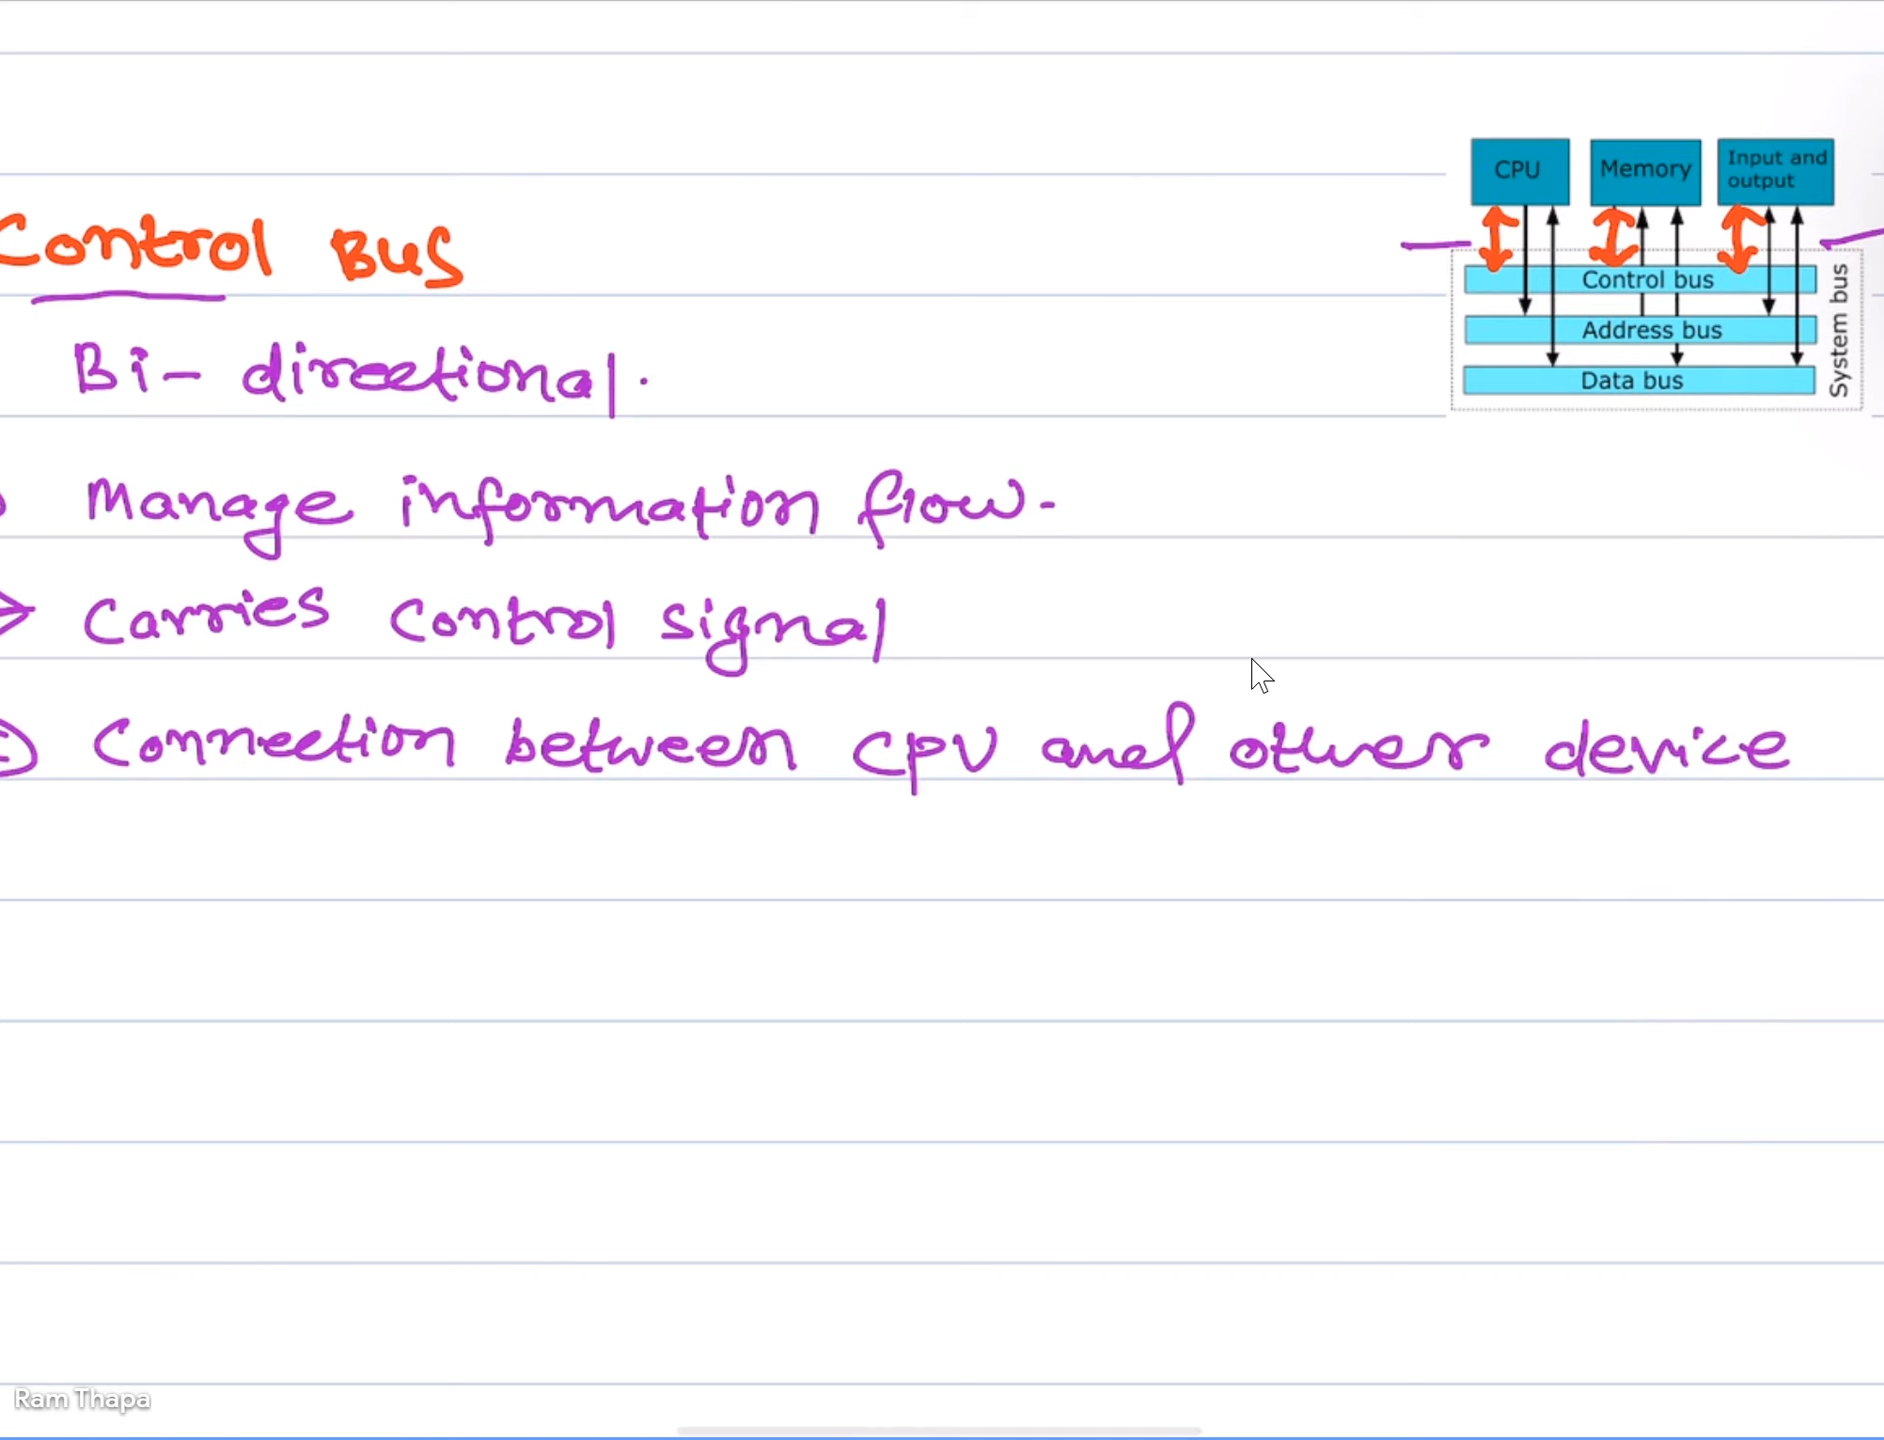 Control Bus
Bi- directional.
Manage information flow-
Carries control signal
Connection between CPU and other device
CPU
Memory
Input and
output
Control bus
Address bus
Data bus
System bus
Ram Thapa